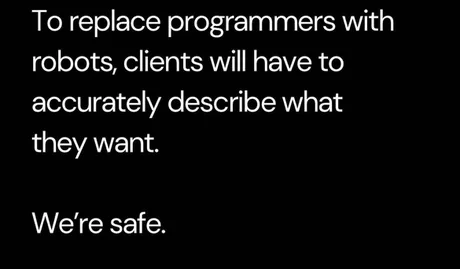 To replace programmers with
robots, clients will have to
accurately describe what
they want.
We’re safe.